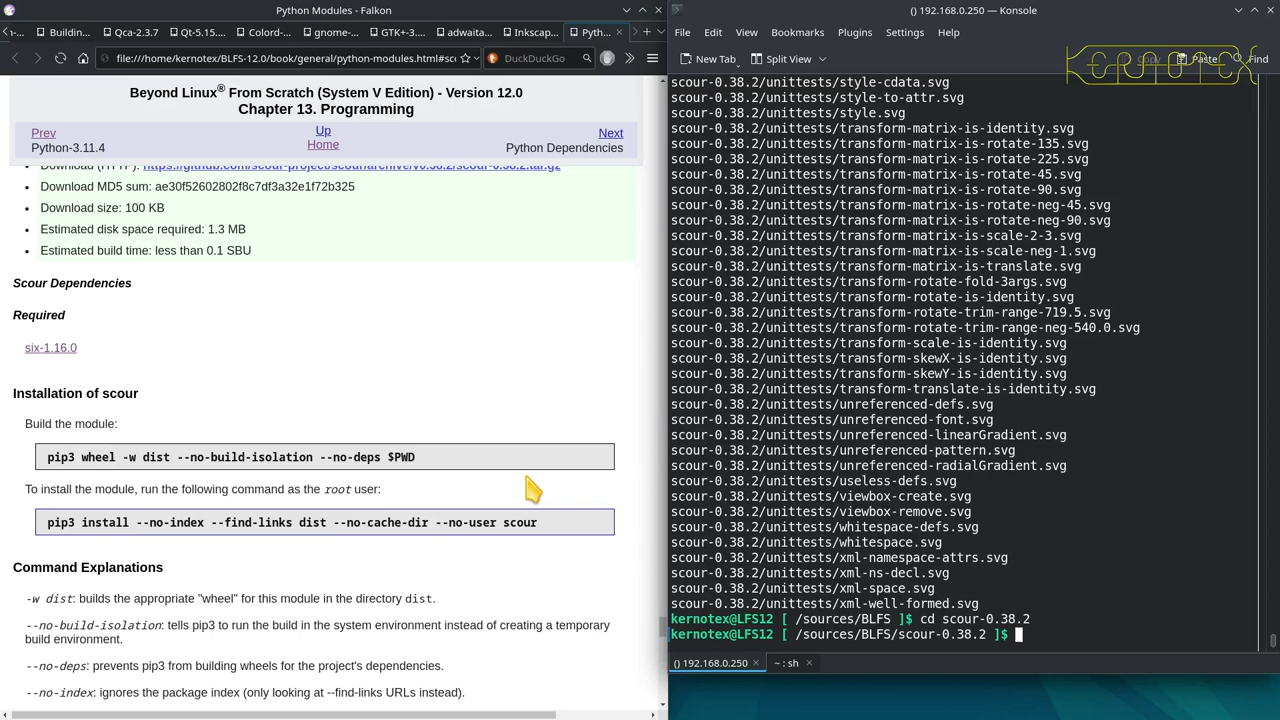 Python Modules - Falkon
n-...
Buildin...
Qca-2.3.7
Qt-5.15....
Colord-...
gnome-...
GTK+-3....
adwaita...
Inkscap...
Pyth...
file:///home/kernotex/BLFS-12.0/book/general/python-modules.html#sc
DuckDuckGo
Beyond Linux® From Scratch (System V Edition) - Version 12.0
Chapter 13. Programming
Prev
Python-3.11.4
Up
Home
Next
Python Dependencies
Download (HTTP): https://github.com/scour-project/scour/archive/v0.38.2/scour-0.38.2.tar.gz
Download MD5 sum: ae30f52602802f8c7df3a32e1f72b325
Download size: 100 KB
Estimated disk space required: 1.3 MB
Estimated build time: less than 0.1 SBU
Scour Dependencies
Required
six-1.16.0
Installation of scour
Build the module:
pip3 wheel -w dist --no-build-isolation --no-deps $PWD
To install the module, run the following command as the root user:
pip3 install --no-index --find-links dist --no-cache-dir --no-user scour
Command Explanations
-w dist: builds the appropriate "wheel" for this module in the directory dist.
--no-build-isolation: tells pip3 to run the build in the system environment instead of creating a temporary
build environment.
--no-deps: prevents pip3 from building wheels for the project's dependencies.
--no-index: ignores the package index (only looking at --find-links URLs instead).
() 192.168.0.250 — Konsole
File Edit View Bookmarks Plugins Settings Help
New Tab
Split View
Copy
Paste
Find
KERNOTEX
scour-0.38.2/unittests/style-cdata.svg
scour-0.38.2/unittests/style-to-attr.svg
scour-0.38.2/unittests/style.svg
scour-0.38.2/unittests/transform-matrix-is-identity.svg
scour-0.38.2/unittests/transform-matrix-is-rotate-135.svg
scour-0.38.2/unittests/transform-matrix-is-rotate-225.svg
scour-0.38.2/unittests/transform-matrix-is-rotate-45.svg
scour-0.38.2/unittests/transform-matrix-is-rotate-90.svg
scour-0.38.2/unittests/transform-matrix-is-rotate-neg-45.svg
scour-0.38.2/unittests/transform-matrix-is-rotate-neg-90.svg
scour-0.38.2/unittests/transform-matrix-is-scale-2-3.svg
scour-0.38.2/unittests/transform-matrix-is-scale-neg-1.svg
scour-0.38.2/unittests/transform-matrix-is-translate.svg
scour-0.38.2/unittests/transform-rotate-fold-3args.svg
scour-0.38.2/unittests/transform-rotate-is-identity.svg
scour-0.38.2/unittests/transform-rotate-trim-range-719.5.svg
scour-0.38.2/unittests/transform-rotate-trim-range-neg-540.0.svg
scour-0.38.2/unittests/transform-scale-is-identity.svg
scour-0.38.2/unittests/transform-skewX-is-identity.svg
scour-0.38.2/unittests/transform-skewY-is-identity.svg
scour-0.38.2/unittests/transform-translate-is-identity.svg
scour-0.38.2/unittests/unreferenced-defs.svg
scour-0.38.2/unittests/unreferenced-font.svg
scour-0.38.2/unittests/unreferenced-linearGradient.svg
scour-0.38.2/unittests/unreferenced-pattern.svg
scour-0.38.2/unittests/unreferenced-radialGradient.svg
scour-0.38.2/unittests/useless-defs.svg
scour-0.38.2/unittests/viewbox-create.svg
scour-0.38.2/unittests/viewbox-remove.svg
scour-0.38.2/unittests/whitespace-defs.svg
scour-0.38.2/unittests/whitespace.svg
scour-0.38.2/unittests/xml-namespace-attrs.svg
scour-0.38.2/unittests/xml-ns-decl.svg
scour-0.38.2/unittests/xml-space.svg
scour-0.38.2/unittests/xml-well-formed.svg
kernotex@LFS12 [ /sources/BLFS ]$ cd scour-0.38.2
kernotex@LFS12 [ /sources/BLFS/scour-0.38.2 ]$
() 192.168.0.250
~ : sh